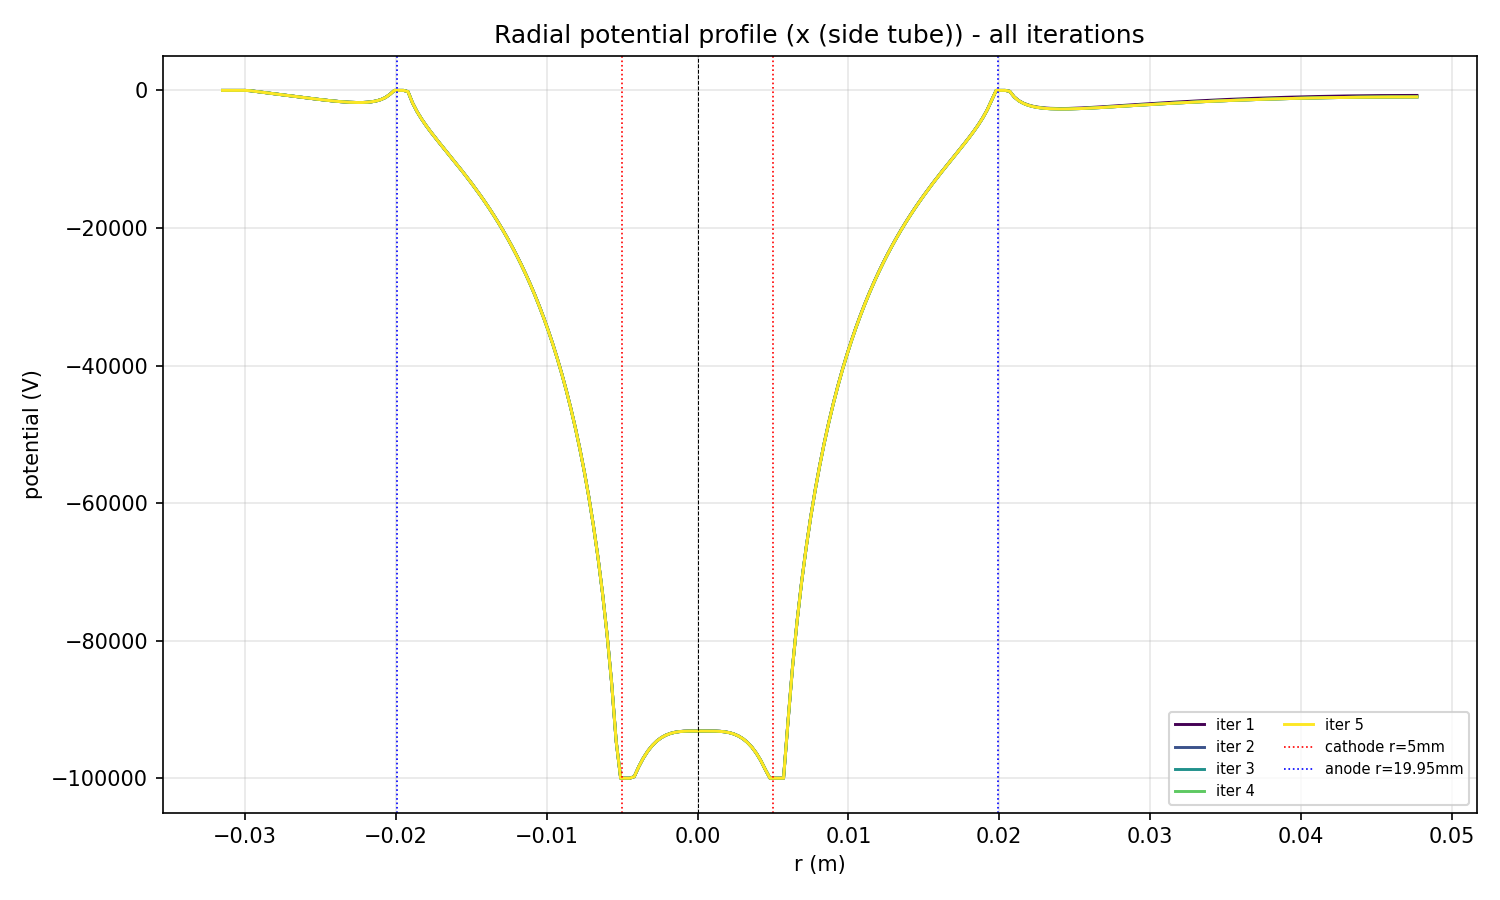 Radial potential profile (x (side tube)) - all iterations
potential (V)
0
−20000
−40000
−60000
−80000
−100000
−0.03 −0.02 −0.01 0.00 0.01 0.02 0.03 0.04 0.05
r (m)
iter 1
iter 2
iter 3
iter 4
iter 5
cathode r=5mm
anode r=19.95mm